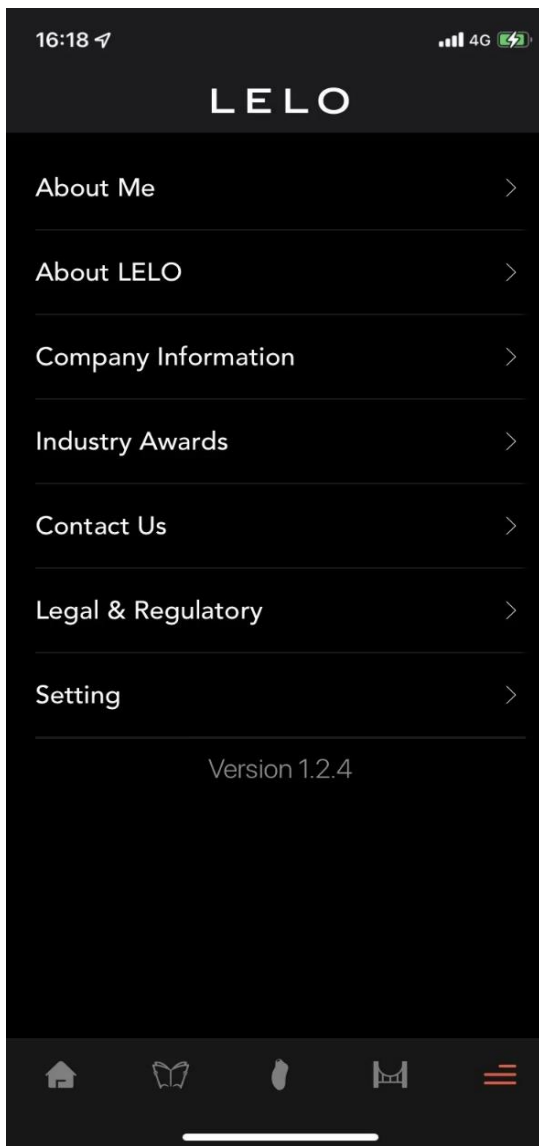 16:18
4G
LELO
About Me
About LELO
Company Information
Industry Awards
Contact Us
Legal & Regulatory
Setting
Version 1.2.4